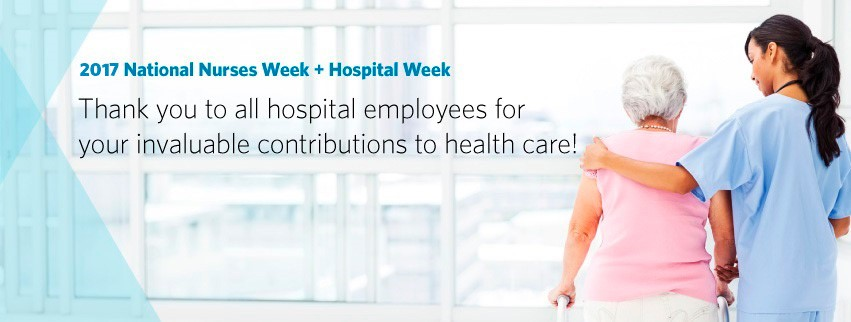 2017 National Nurses Week + Hospital Week
Thank you to all hospital employees for
your invaluable contributions to health care!